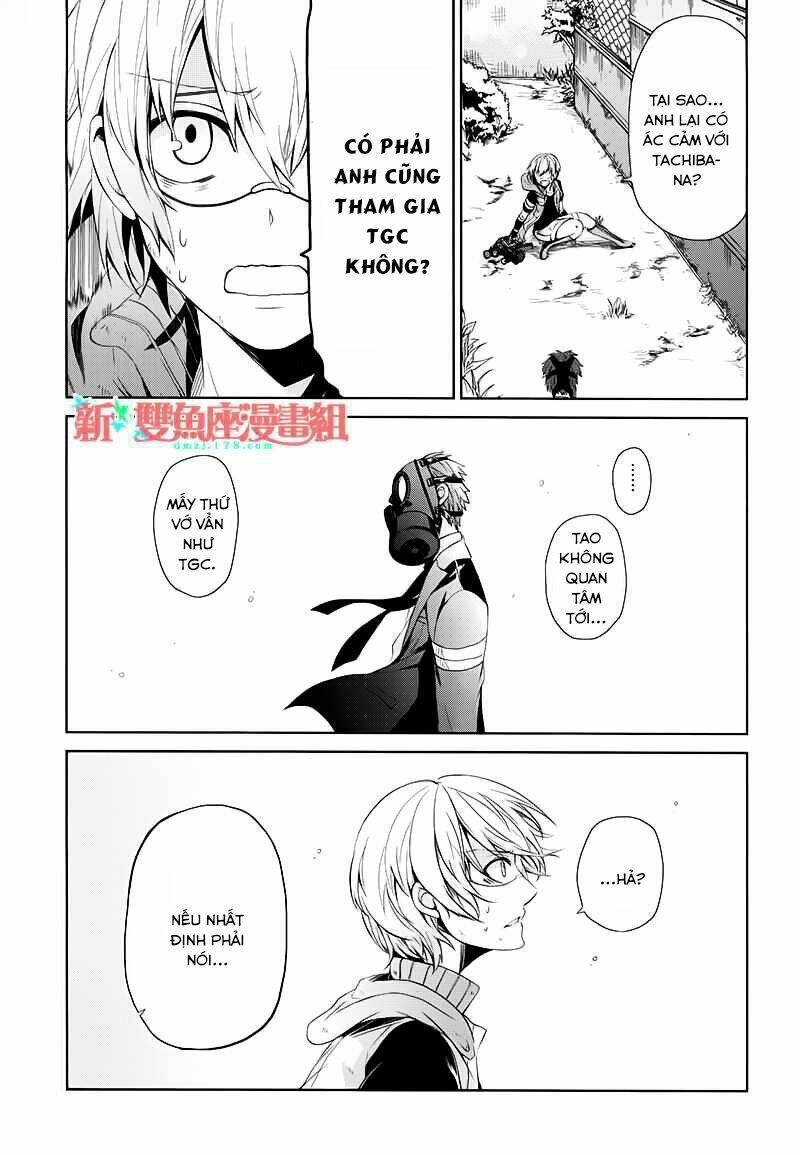 TẠI SAO...
ANH LẠI CÓ
ÁC CẢM VỚI
TACHIBA-
NA?
CÓ PHẢI
ANH CŨNG
THAM GIA
TGC
KHÔNG?
新 雙魚座漫畫組
dmzj.178.com
......
TAO
KHÔNG
QUAN
TÂM
TỚI...
MẤY THỨ
VỚ VẨN
NHƯ
TGC.
...HẢ?
NẾU NHẤT
ĐỊNH PHẢI
NÓI...